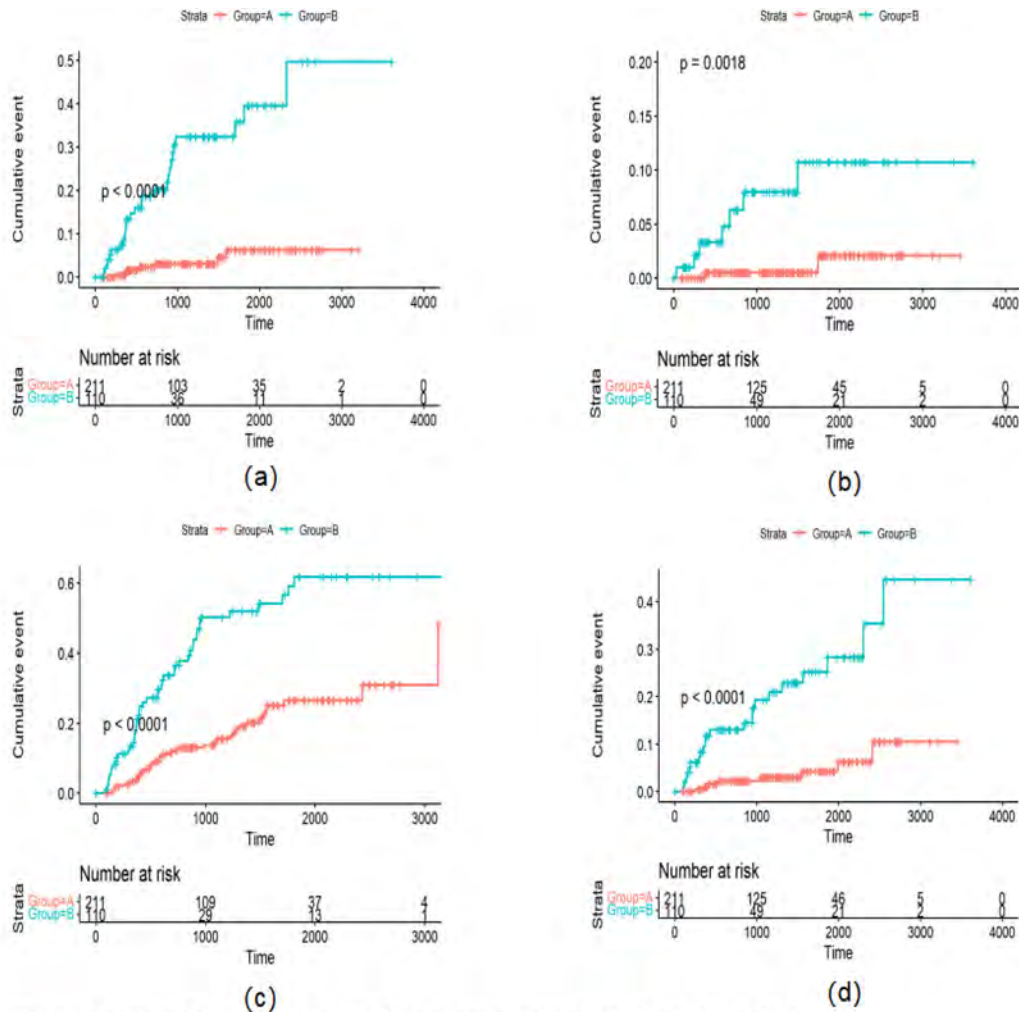 Strata Group=A Group=B
Cumulative event
0.5
0.4
0.3
0.2
0.1
0.0
p < 0.0001
0 1000 2000 3000 4000
Time
Number at risk
Strata
Group=A 211 103 35 2 0
Group=B 110 36 11 1 0
0 1000 2000 3000 4000
Time
(a)
Cumulative event
0.20
0.15
0.10
0.05
0.00
p = 0.0018
0 1000 2000 3000 4000
Time
Number at risk
Strata
Group=A 211 125 45 5 0
Group=B 110 49 21 2 0
0 1000 2000 3000 4000
Time
(b)
Strata Group=A Group=B
Cumulative event
0.6
0.4
0.2
0.0
p < 0.0001
0 1000 2000 3000
Time
Number at risk
Strata
Group=A 211 109 37 4
Group=B 110 29 13 1
0 1000 2000 3000
Time
(c)
Strata Group=A Group=B
Cumulative event
0.4
0.3
0.2
0.1
0.0
p < 0.0001
0 1000 2000 3000 4000
Time
Number at risk
Strata
Group=A 211 125 46 5 0
Group=B 110 49 21 2 0
0 1000 2000 3000 4000
Time
(d)